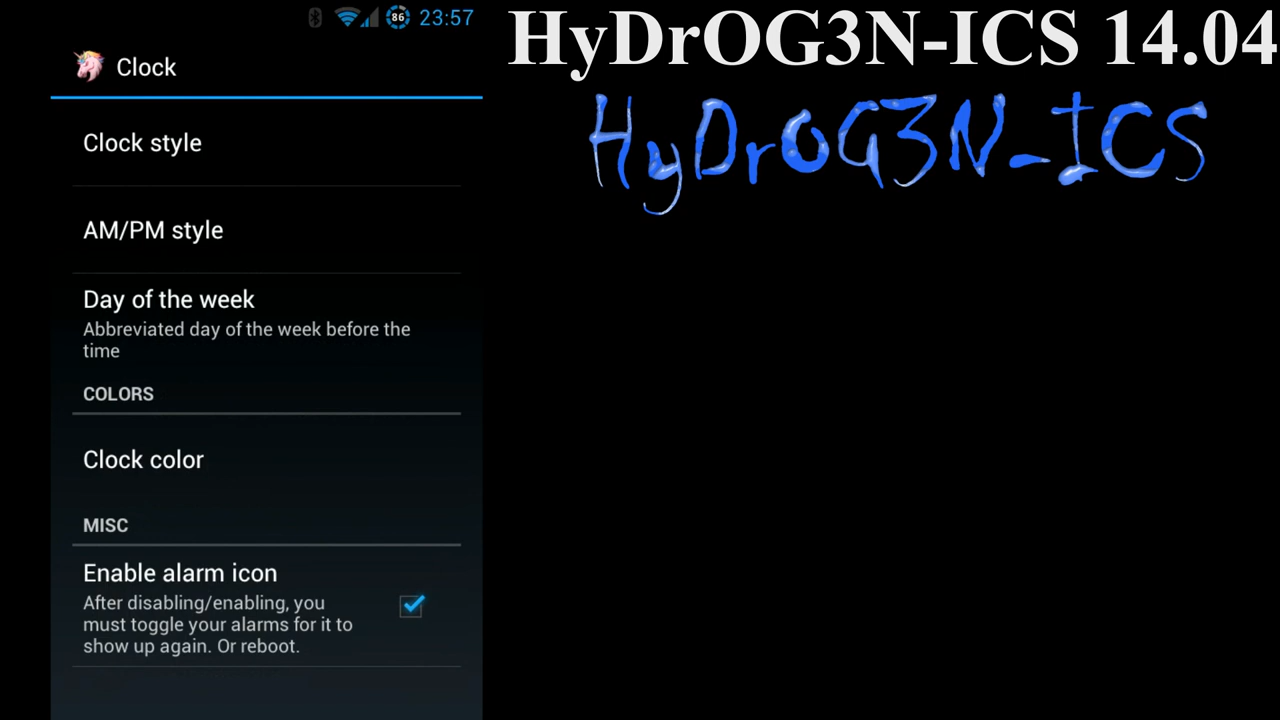 86 23:57
Clock
Clock style
AM/PM style
Day of the week
Abbreviated day of the week before the
time
COLORS
Clock color
MISC
Enable alarm icon
After disabling/enabling, you
must toggle your alarms for it to
show up again. Or reboot.
HyDrOG3N-ICS 14.04
HyDrOG3N-ICS